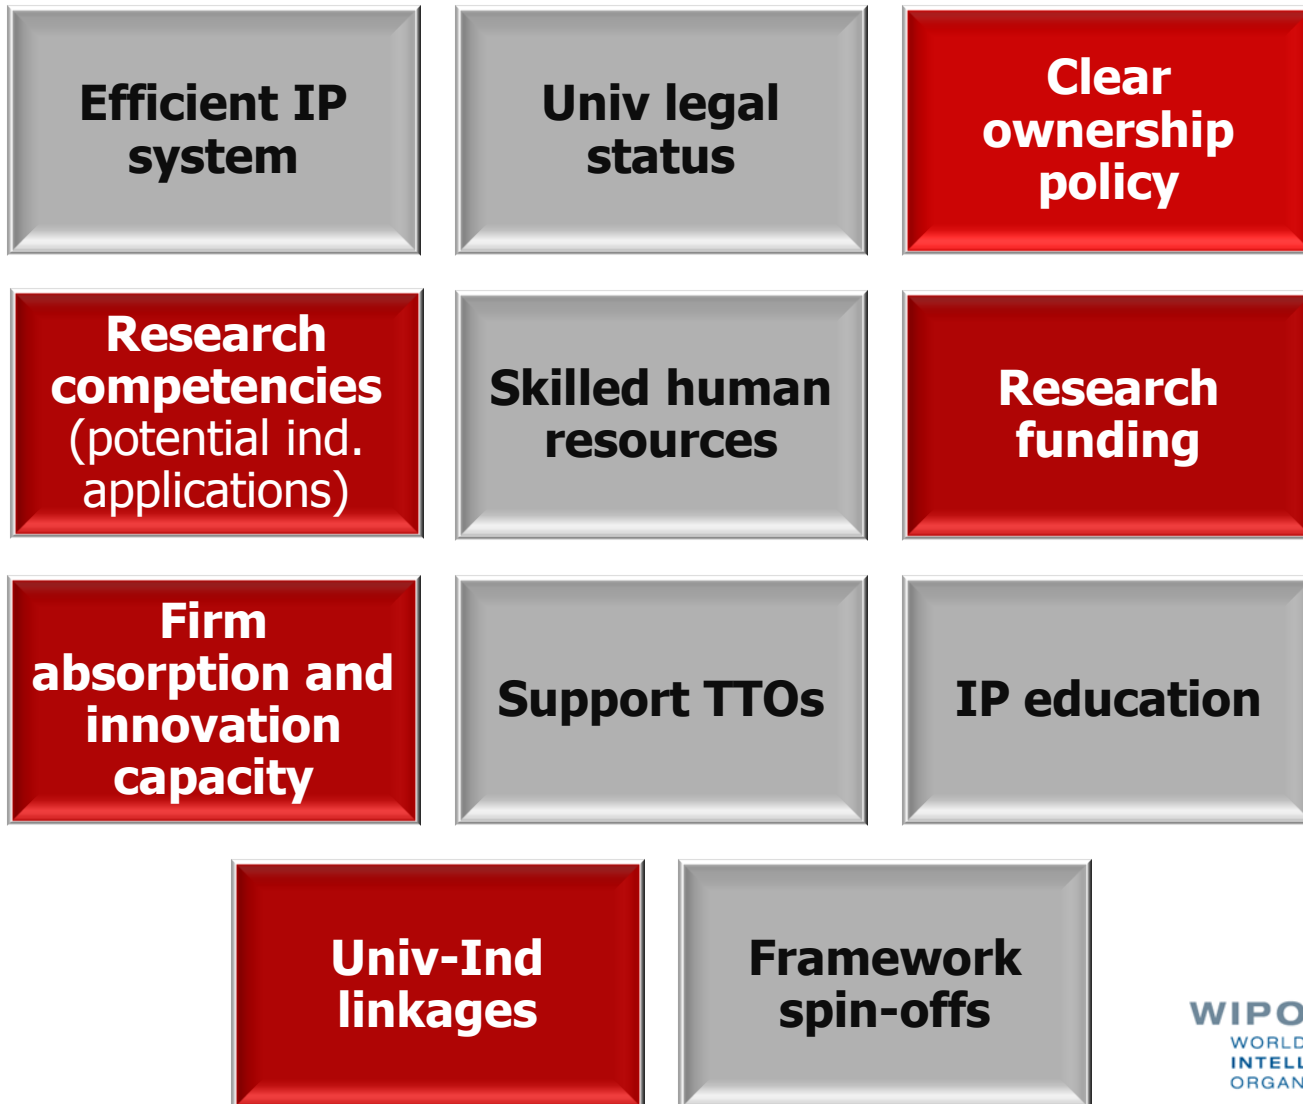 Efficient IP
system
Univ legal
status
Clear
ownership
policy
Research
competencies
(potential ind.
applications)
Skilled human
resources
Research
funding
Firm
absorption and
innovation
capacity
Support TTOs
IP education
Univ-Ind
linkages
Framework
spin-offs
WIPO
WORLD